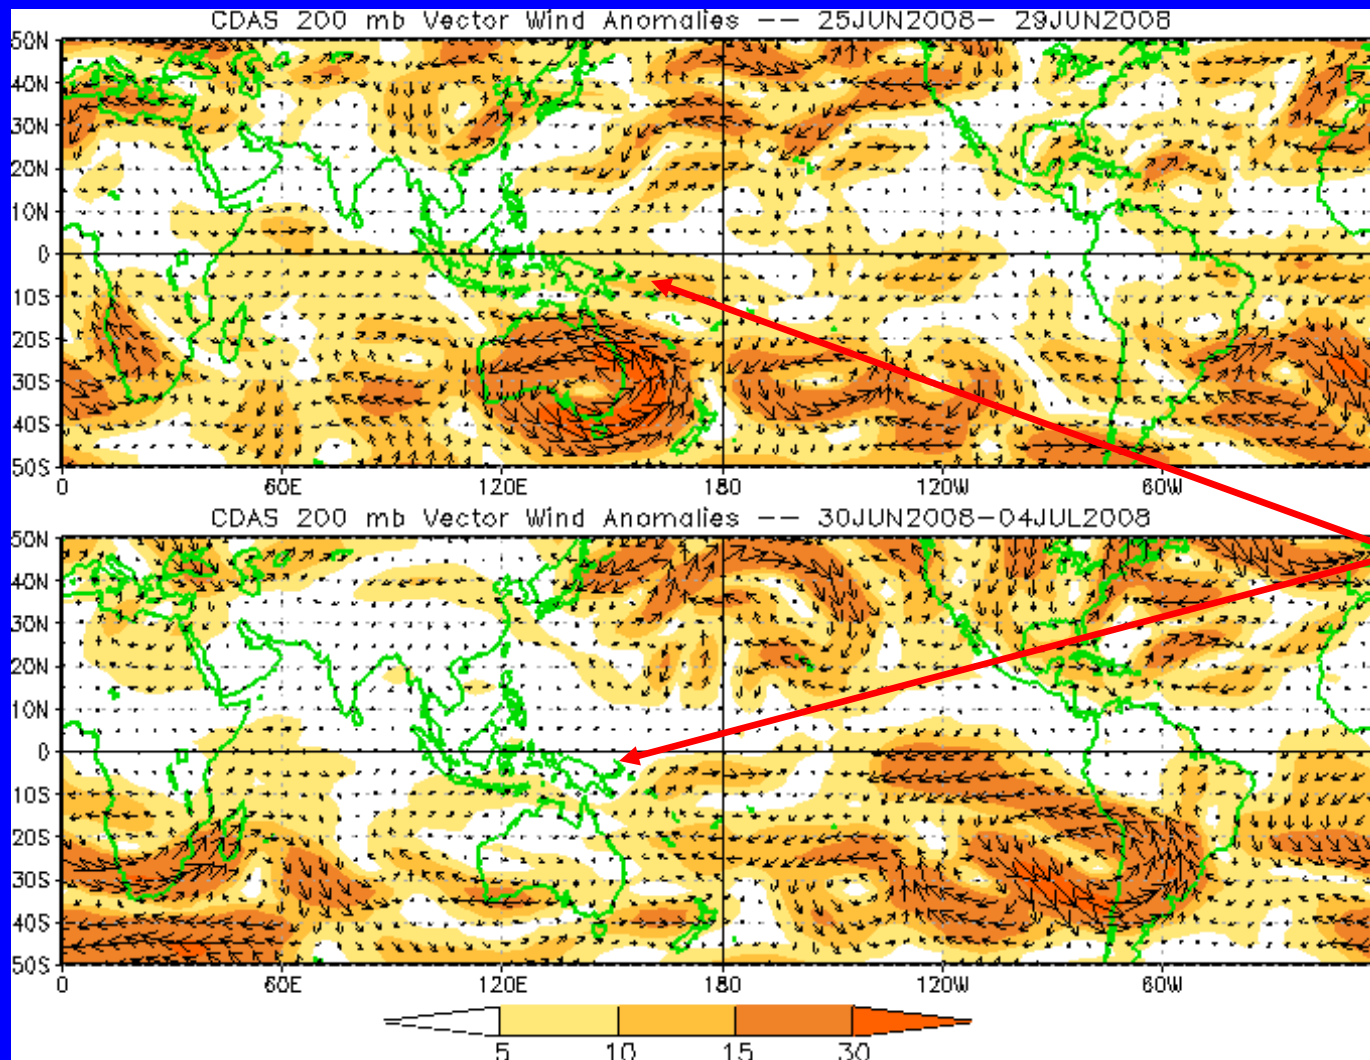 CDAS 200 mb Vector Wind Anomalies -- 25JUN2008- 29JUN2008
50N
40N
30N
20N
10N
0
10S
20S
30S
40S
50S
0 60E 120E 180 120W 60W
CDAS 200 mb Vector Wind Anomalies -- 30JUN2008-04JUL2008
50N
40N
30N
20N
10N
0
10S
20S
30S
40S
50S
0 60E 120E 180 120W 60W
5 10 15 30